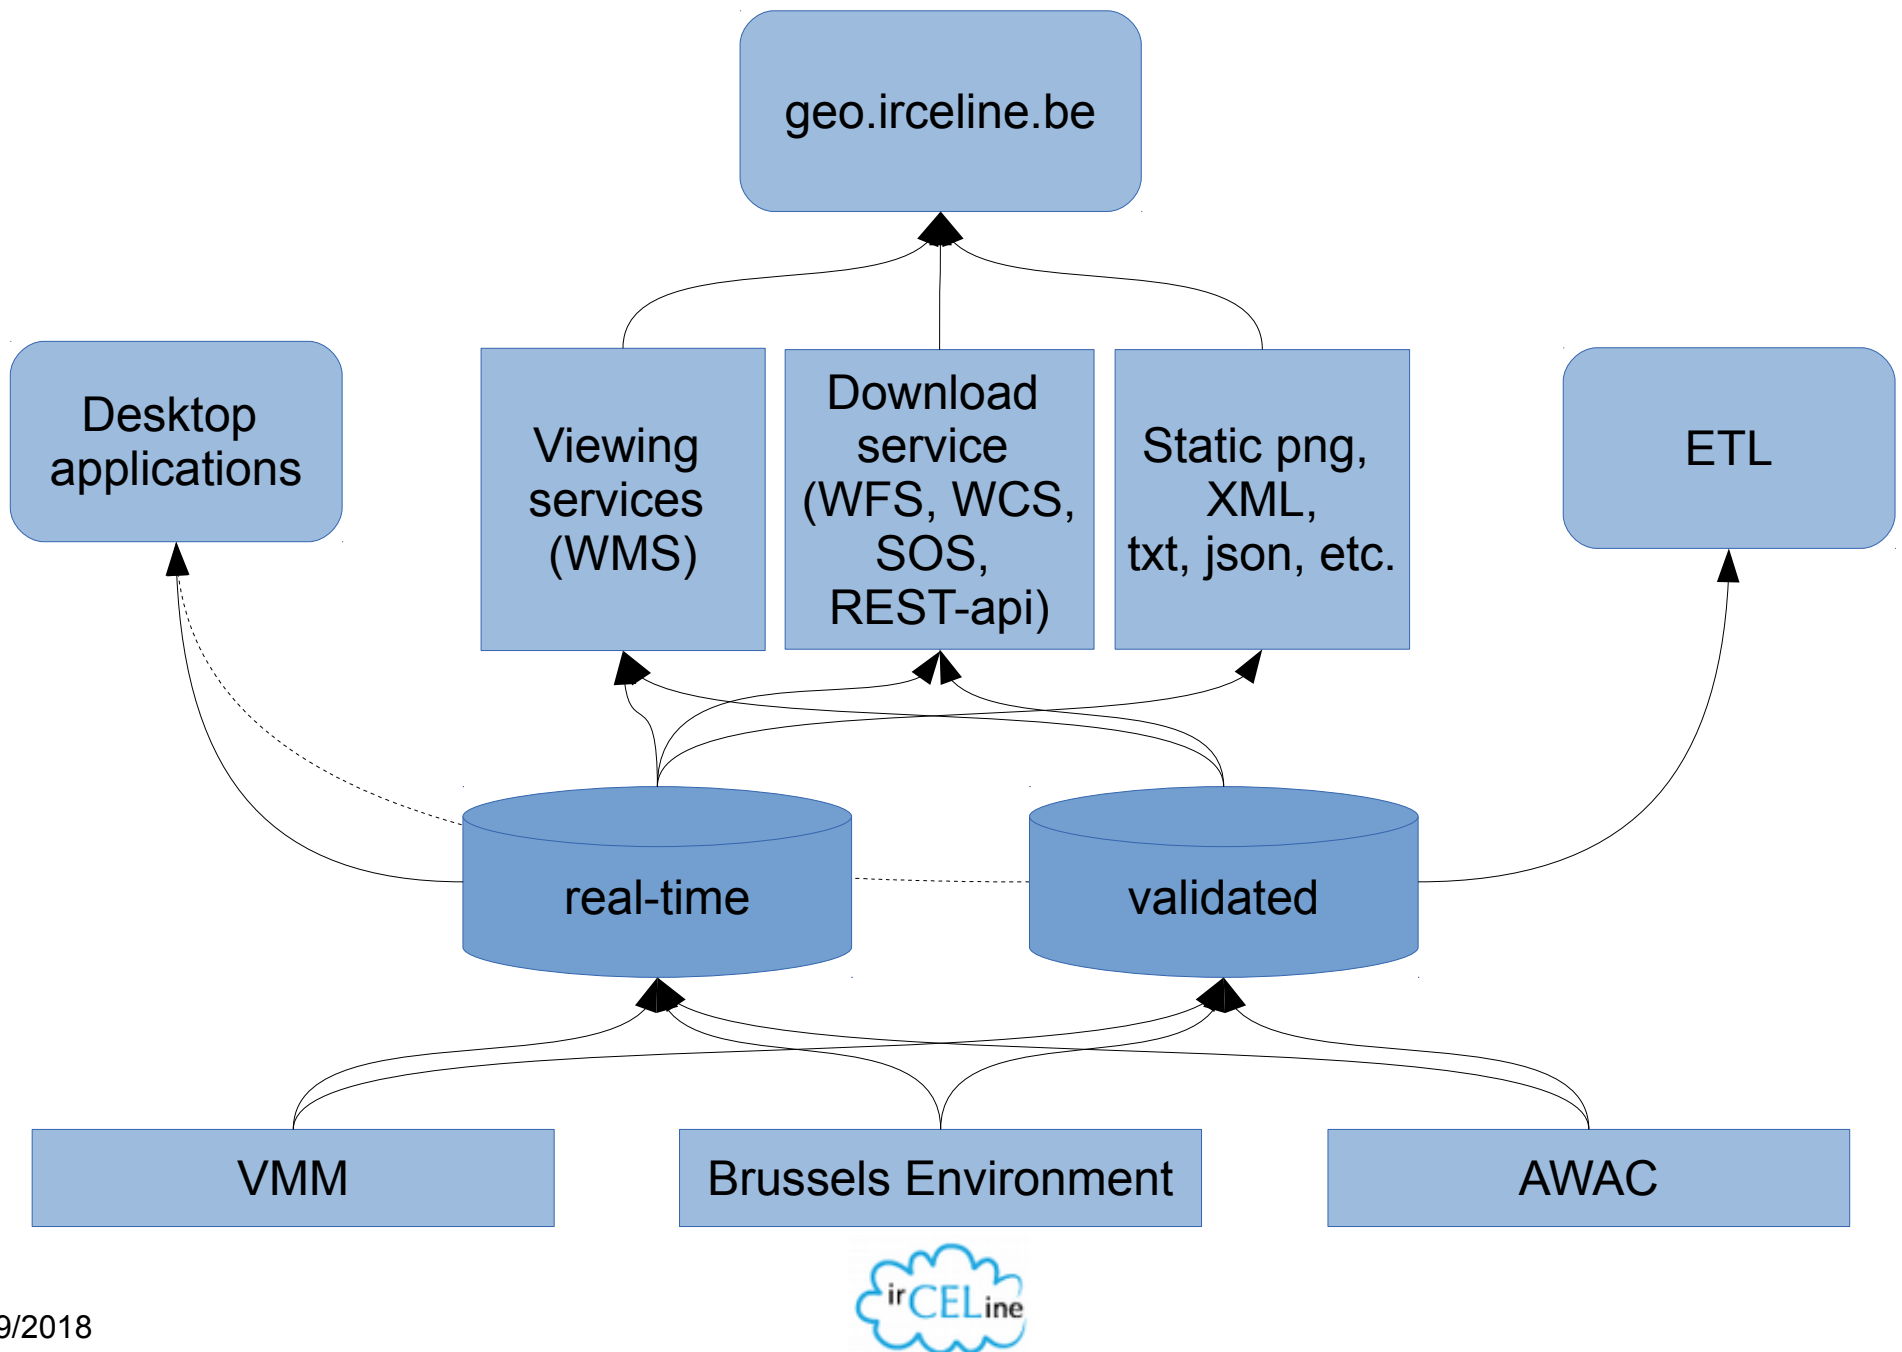 geo.irceline.be
Desktop
applications
Viewing
services
(WMS)
Download
service
(WFS, WCS,
SOS,
REST-api)
Static png,
XML,
txt, json, etc.
ETL
real-time
validated
VMM
Brussels Environment
AWAC
irCELine
9/2018